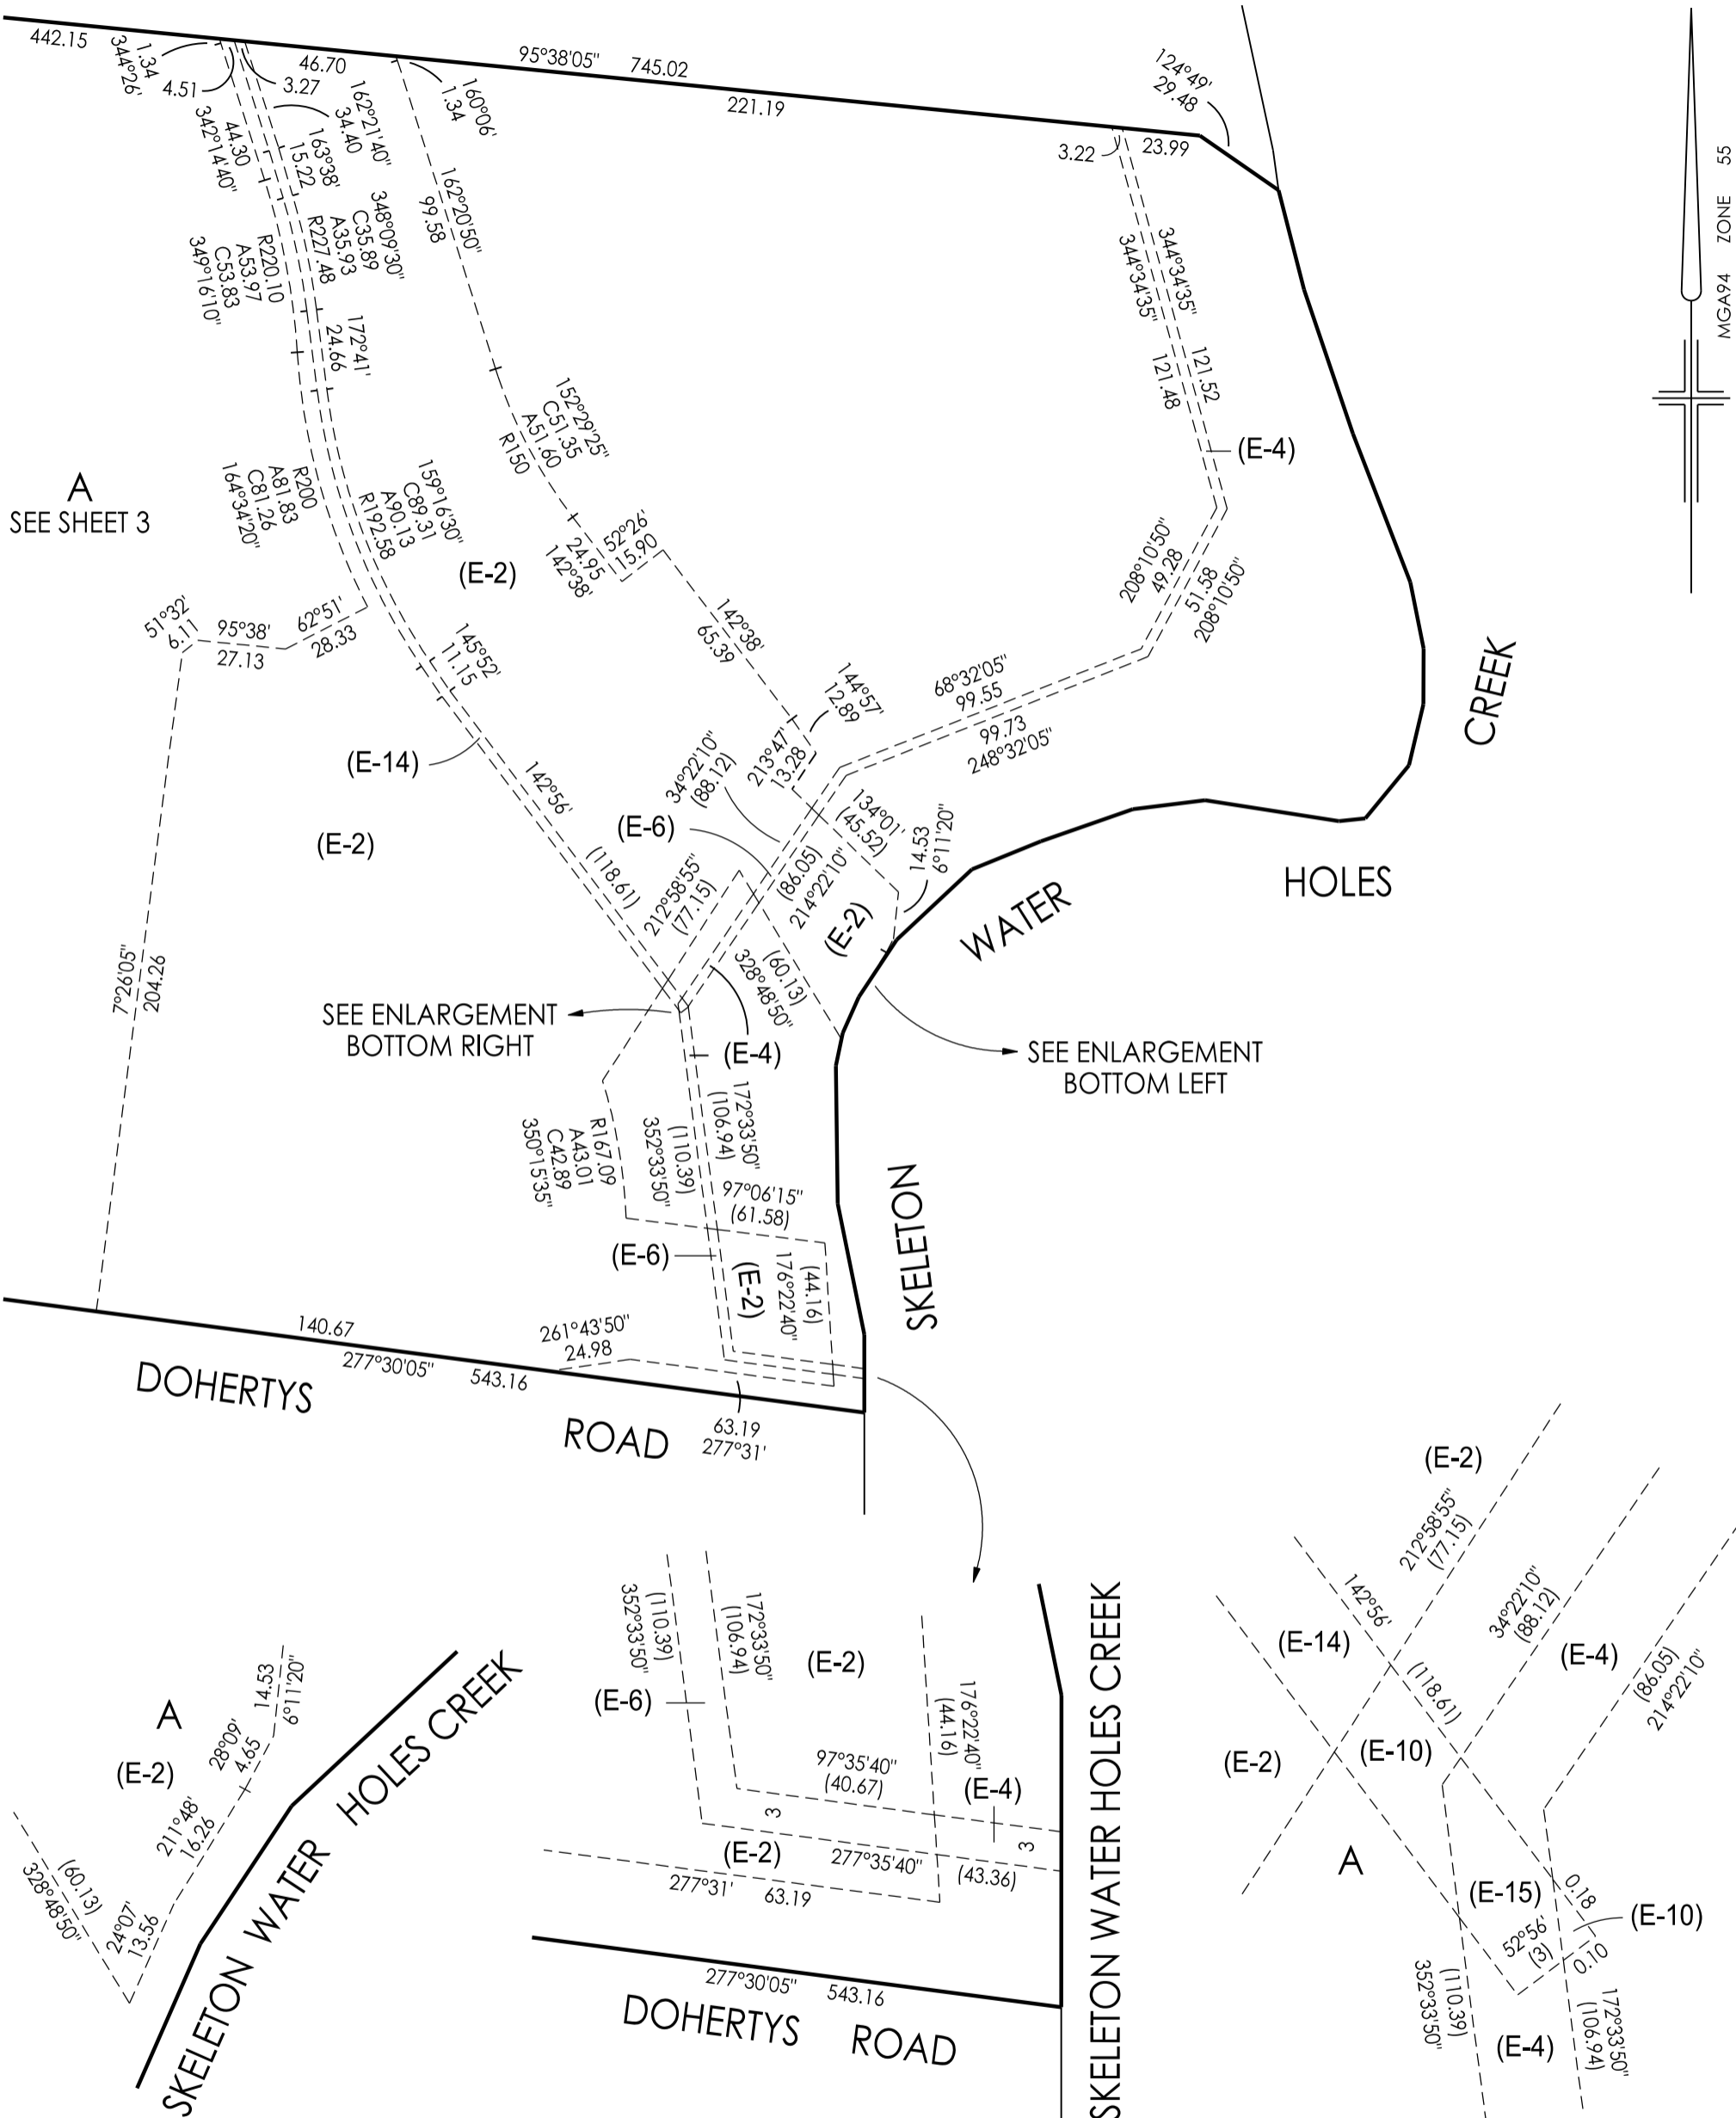 442.15
1.34
344°26'
4.51
46.70
3.27
95°38'05" 745.02
221.19
124°49'
29.48
160°06'
1.34
3.22
23.99
MGA94 ZONE 55
44.30
342°14'40"
162°21'40"
34.40
163°38'
15.22
162°20'50"
99.58
348°09'30"
C35.89
A35.93
R227.48
R220.10
A53.97
C53.83
349°16'10"
344°34'35"
121.52
344°34'35"
121.48
172°41'
24.66
152°29'25"
C51.35
A51.60
R150
(E-4)
A
SEE SHEET 3
R200
A81.83
C81.26
164°34'20"
159°16'30"
C89.31
A90.13
R192.58
(E-2)
52°26'
15.90
24.95
142°38'
208°10'50"
49.28
51.58
208°10'50"
51°32'
6.11
95°38'
27.13
62°51'
28.33
142°38'
65.39
145°52'
11.15
144°57'
12.89
68°32'05"
99.55
99.73
248°32'05"
CREEK
(E-14)
142°56'
34°22'10"
(88.12)
213°47'
13.28
134°01'
(45.52)
14.53
6°11'20"
(E-6)
(E-2)
(118.61)
(86.05)
214°22'10"
212°58'55"
(77.15)
(E-2)
WATER
HOLES
(60.13)
328°48'50"
7°26'05"
204.26
SEE ENLARGEMENT
BOTTOM RIGHT
(E-4)
SEE ENLARGEMENT
BOTTOM LEFT
R167.09
A43.01
C42.89
350°15'35"
172°33'50"
(106.94)
(110.39)
352°33'50"
97°06'15"
(61.58)
SKELETON
(E-6)
(E-2)
(44.16)
176°22'40"
140.67
277°30'05" 543.16
261°43'50"
24.98
DOHERTYS
ROAD
63.19
277°31'
14.53
6°11'20"
A
28°09'
4.65
(E-2)
211°48'
16.26
(60.13)
328°48'50"
24°07'
13.56
SKELETON WATER HOLES CREEK
352°33'50"
(110.39)
172°33'50"
(106.94)
(E-2)
(E-6)
176°22'40"
(44.16)
97°35'40"
(40.67)
(E-4)
3
3
(E-2)
277°35'40"
(43.36)
277°31' 63.19
277°30'05" 543.16
DOHERTYS ROAD
SKELETON WATER HOLES CREEK
(E-2)
212°58'55"
(77.15)
142°56'
(E-14)
34°22'10"
(88.12)
(E-4)
(86.05)
214°22'10"
(118.61)
(E-2)
(E-10)
A
(E-15)
0.18
(E-10)
52°56'
(3)
0.10
(110.39)
352°33'50"
172°33'50"
(106.94)
(E-4)